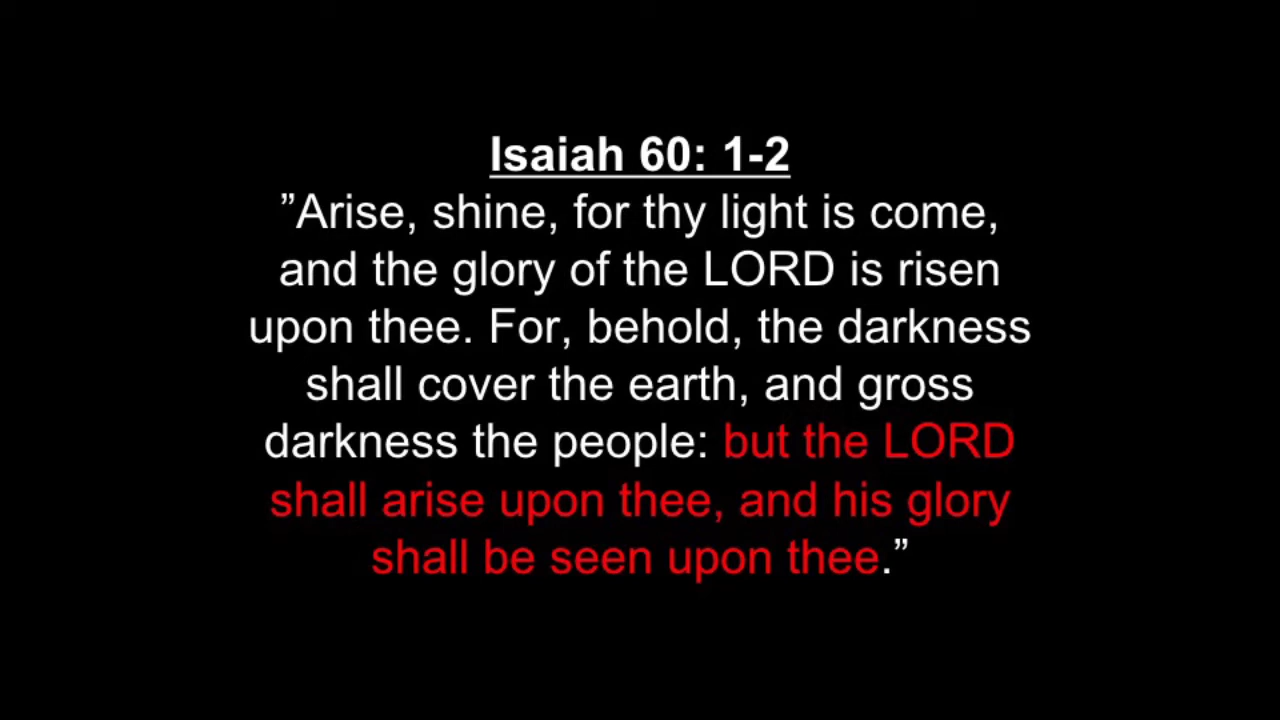 Isaiah 60: 1-2
”Arise, shine, for thy light is come,
and the glory of the LORD is risen
upon thee. For, behold, the darkness
shall cover the earth, and gross
darkness the people: but the LORD
shall arise upon thee, and his glory
shall be seen upon thee.”